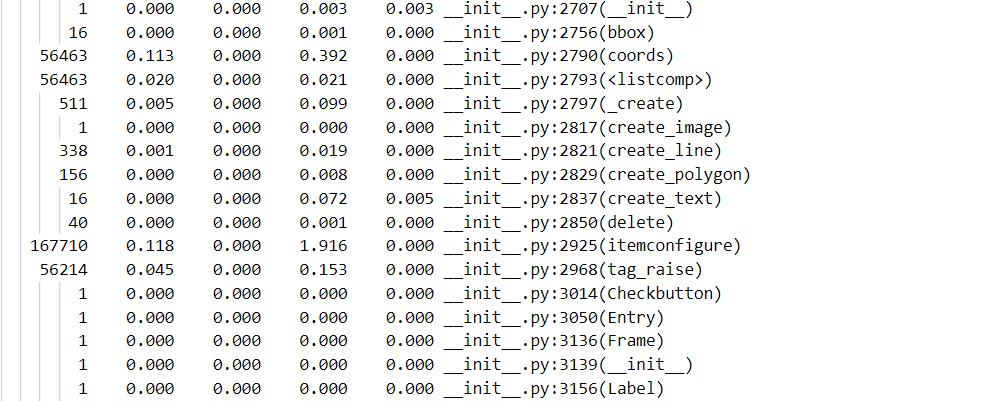 1 0.000 0.000 0.003 0.003 __init__.py:2707(__init__)
16 0.000 0.000 0.001 0.000 __init__.py:2756(bbox)
56463 0.113 0.000 0.392 0.000 __init__.py:2790(coords)
56463 0.020 0.000 0.021 0.000 __init__.py:2793(<listcomp>)
511 0.005 0.000 0.099 0.000 __init__.py:2797(_create)
1 0.000 0.000 0.000 0.000 __init__.py:2817(create_image)
338 0.001 0.000 0.019 0.000 __init__.py:2821(create_line)
156 0.000 0.000 0.008 0.000 __init__.py:2829(create_polygon)
16 0.000 0.000 0.072 0.005 __init__.py:2837(create_text)
40 0.000 0.000 0.001 0.000 __init__.py:2850(delete)
167710 0.118 0.000 1.916 0.000 __init__.py:2925(itemconfigure)
56214 0.045 0.000 0.153 0.000 __init__.py:2968(tag_raise)
1 0.000 0.000 0.000 0.000 __init__.py:3014(Checkbutton)
1 0.000 0.000 0.000 0.000 __init__.py:3050(Entry)
1 0.000 0.000 0.000 0.000 __init__.py:3136(Frame)
1 0.000 0.000 0.000 0.000 __init__.py:3139(__init__)
1 0.000 0.000 0.000 0.000 __init__.py:3156(Label)